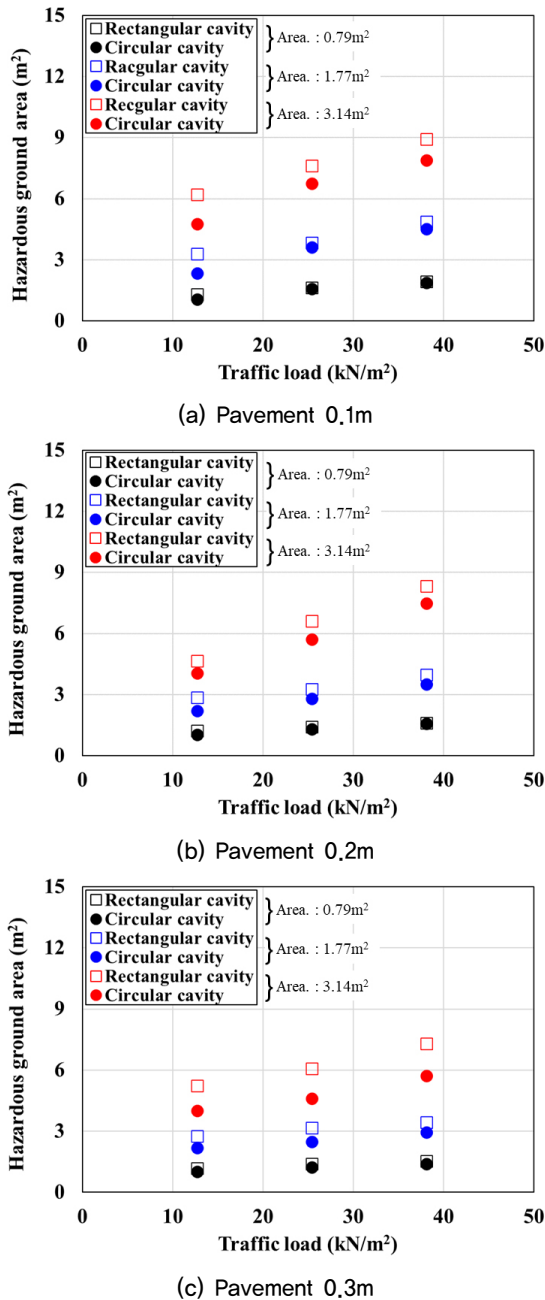 15
12
9
6
3
0
Hazardous ground area (m²)
Rectangular cavity
Circular cavity
Area. : 0.79m²
Racgular cavity
Circular cavity
Area. : 1.77m²
Recgular cavity
Circular cavity
Area. : 3.14m²
0 10 20 30 40 50
Traffic load (kN/m²)
(a) Pavement 0.1m
15
12
9
6
3
0
Hazardous ground area (m²)
Rectangular cavity
Circular cavity
Area. : 0.79m²
Rectangular cavity
Circular cavity
Area. : 1.77m²
Rectangular cavity
Circular cavity
Area. : 3.14m²
0 10 20 30 40 50
Traffic load (kN/m²)
(b) Pavement 0.2m
15
12
9
6
3
0
Hazardous ground area (m²)
Rectangular cavity
Circular cavity
Area. : 0.79m²
Rectangular cavity
Circular cavity
Area. : 1.77m²
Rectangular cavity
Circular cavity
Area. : 3.14m²
0 10 20 30 40 50
Traffic load (kN/m²)
(c) Pavement 0.3m